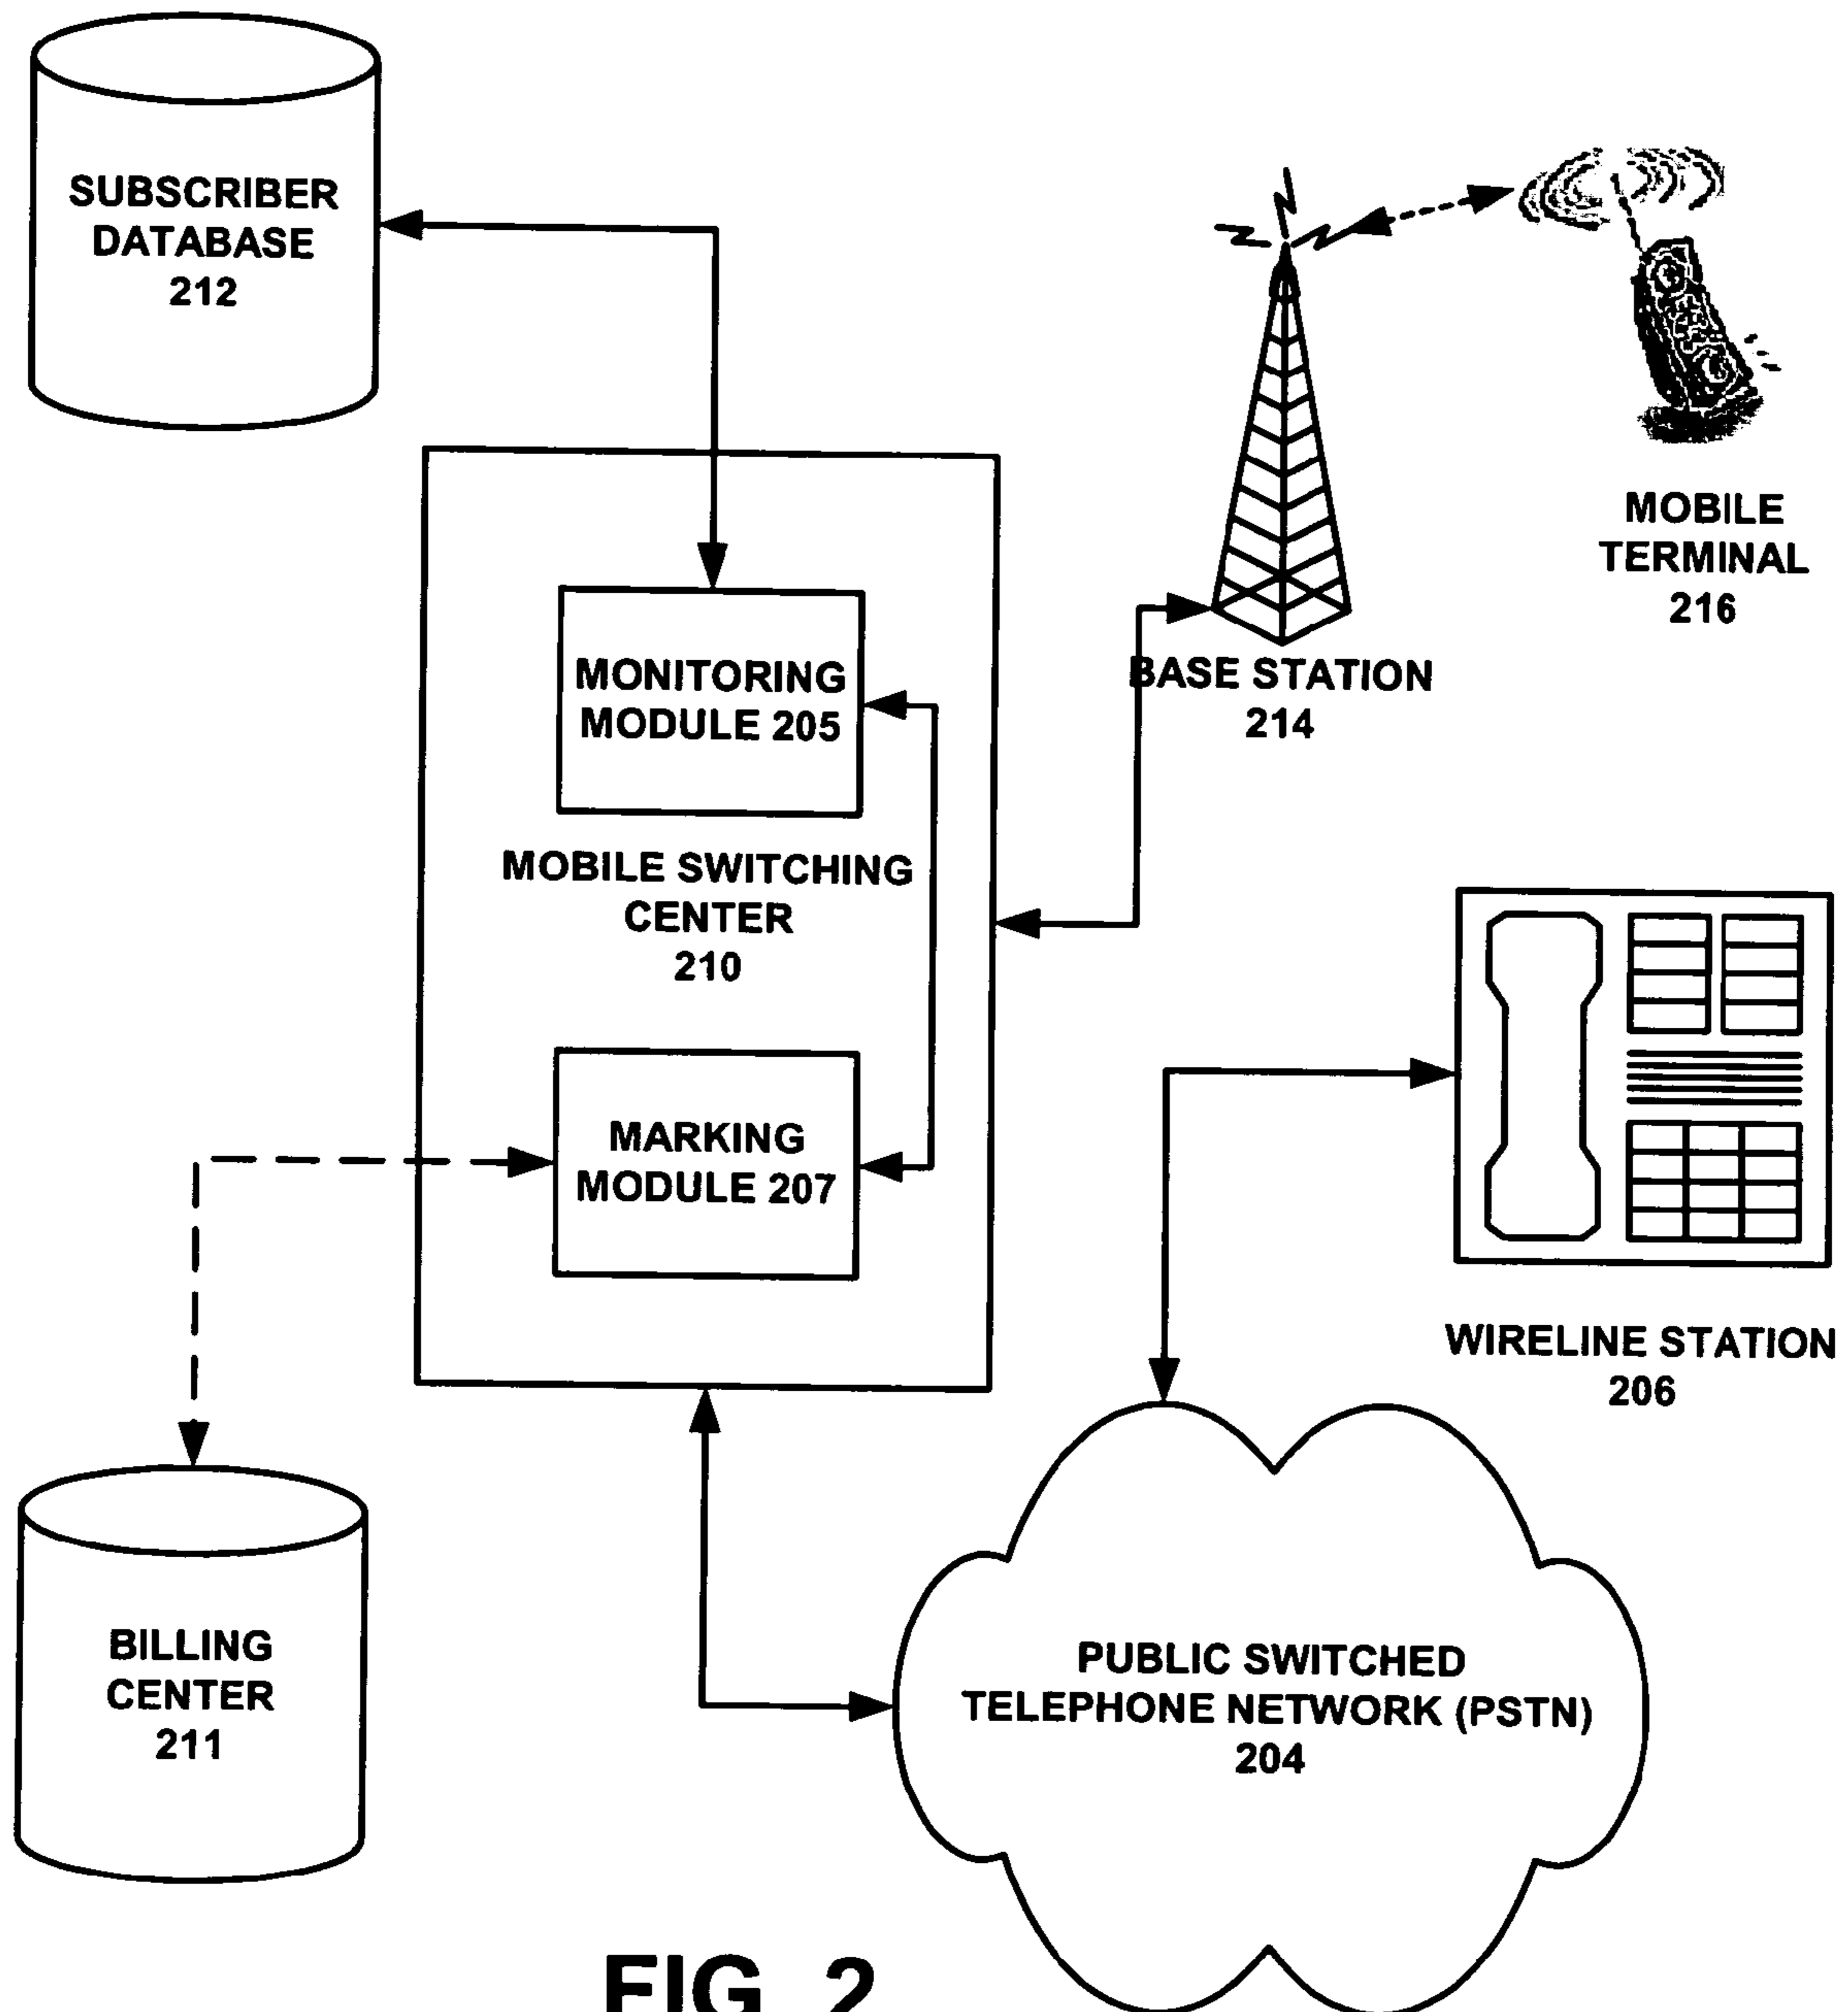 SUBSCRIBER
DATABASE
212
MOBILE
TERMINAL
216
MONITORING
MODULE 205
BASE STATION
214
MOBILE SWITCHING
CENTER
210
MARKING
MODULE 207
WIRELINE STATION
206
BILLING
CENTER
211
PUBLIC SWITCHED
TELEPHONE NETWORK (PSTN)
204
FIG. 2